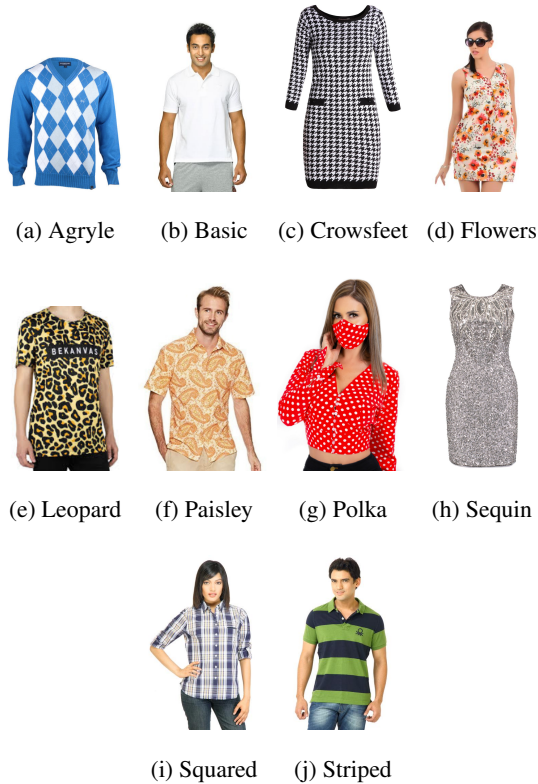 (a) Agryle
(b) Basic
(c) Crowsfeet
(d) Flowers
BEKANVAS
(e) Leopard
(f) Paisley
(g) Polka
(h) Sequin
(i) Squared
(j) Striped